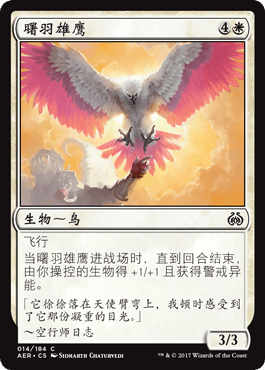 曙羽雄鹰 4
生物～鸟
飞行
当曙羽雄鹰进战场时，直到回合结束，
由你操控的生物得 +1/+1 且获得警戒异
能。
「它徐徐落在天使臂弯上，我顿时感受到
了它那份凝重的目光。」
～空行师日志
3/3
014/184 C
AER • CS SIDHARTH CHATURVEDI
™ & © 2017 Wizards of the Coast